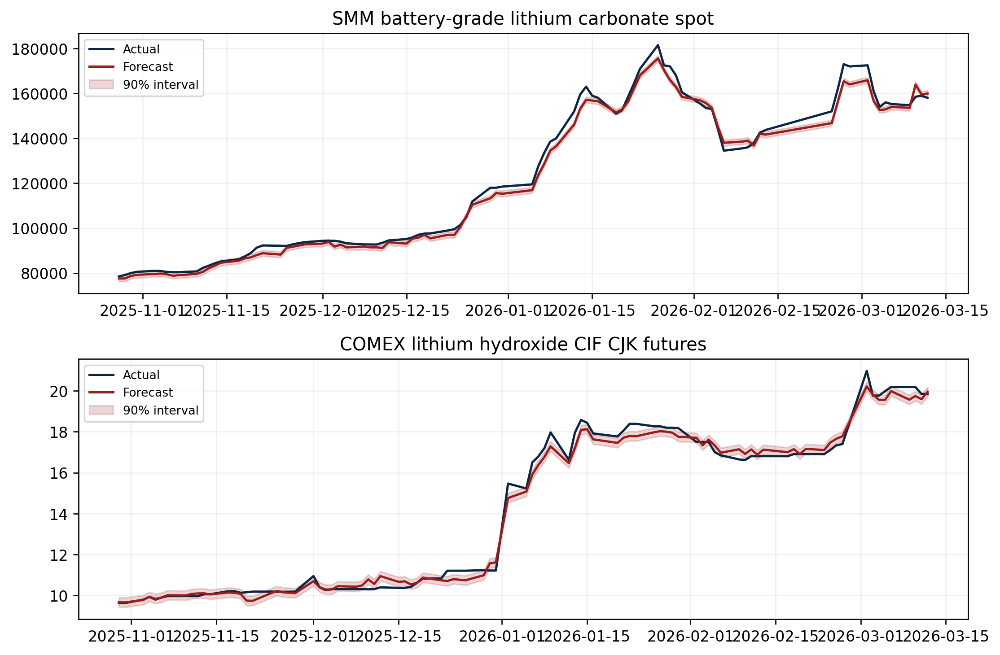 SMM battery-grade lithium carbonate spot
Actual
Forecast
90% interval
180000
160000
140000
120000
100000
80000
2025-11-01 2025-11-15 2025-12-01 2025-12-15 2026-01-01 2026-01-15 2026-02-01 2026-02-15 2026-03-01 2026-03-15
COMEX lithium hydroxide CIF CJK futures
Actual
Forecast
90% interval
20
18
16
14
12
10
2025-11-01 2025-11-15 2025-12-01 2025-12-15 2026-01-01 2026-01-15 2026-02-01 2026-02-15 2026-03-01 2026-03-15